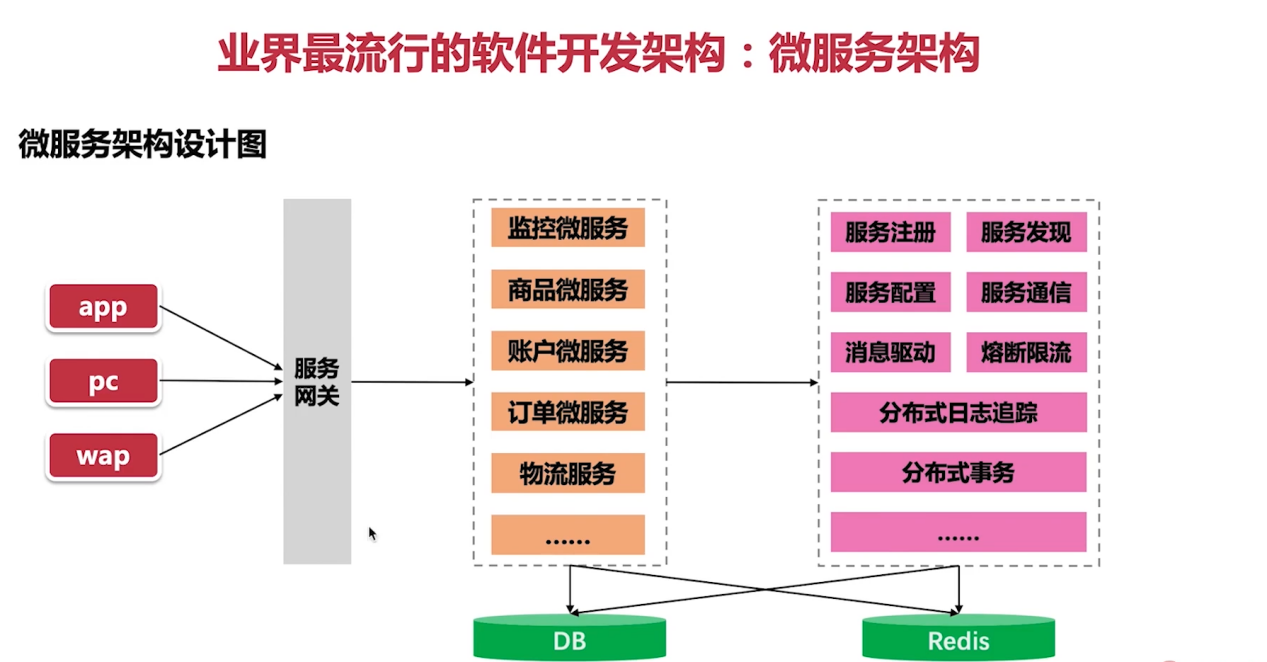 业界最流行的软件开发架构：微服务架构
微服务架构设计图
app
pc
wap
服务
网关
监控微服务
商品微服务
账户微服务
订单微服务
物流服务
......
服务注册
服务发现
服务配置
服务通信
消息驱动
熔断限流
分布式日志追踪
分布式事务
......
DB
Redis